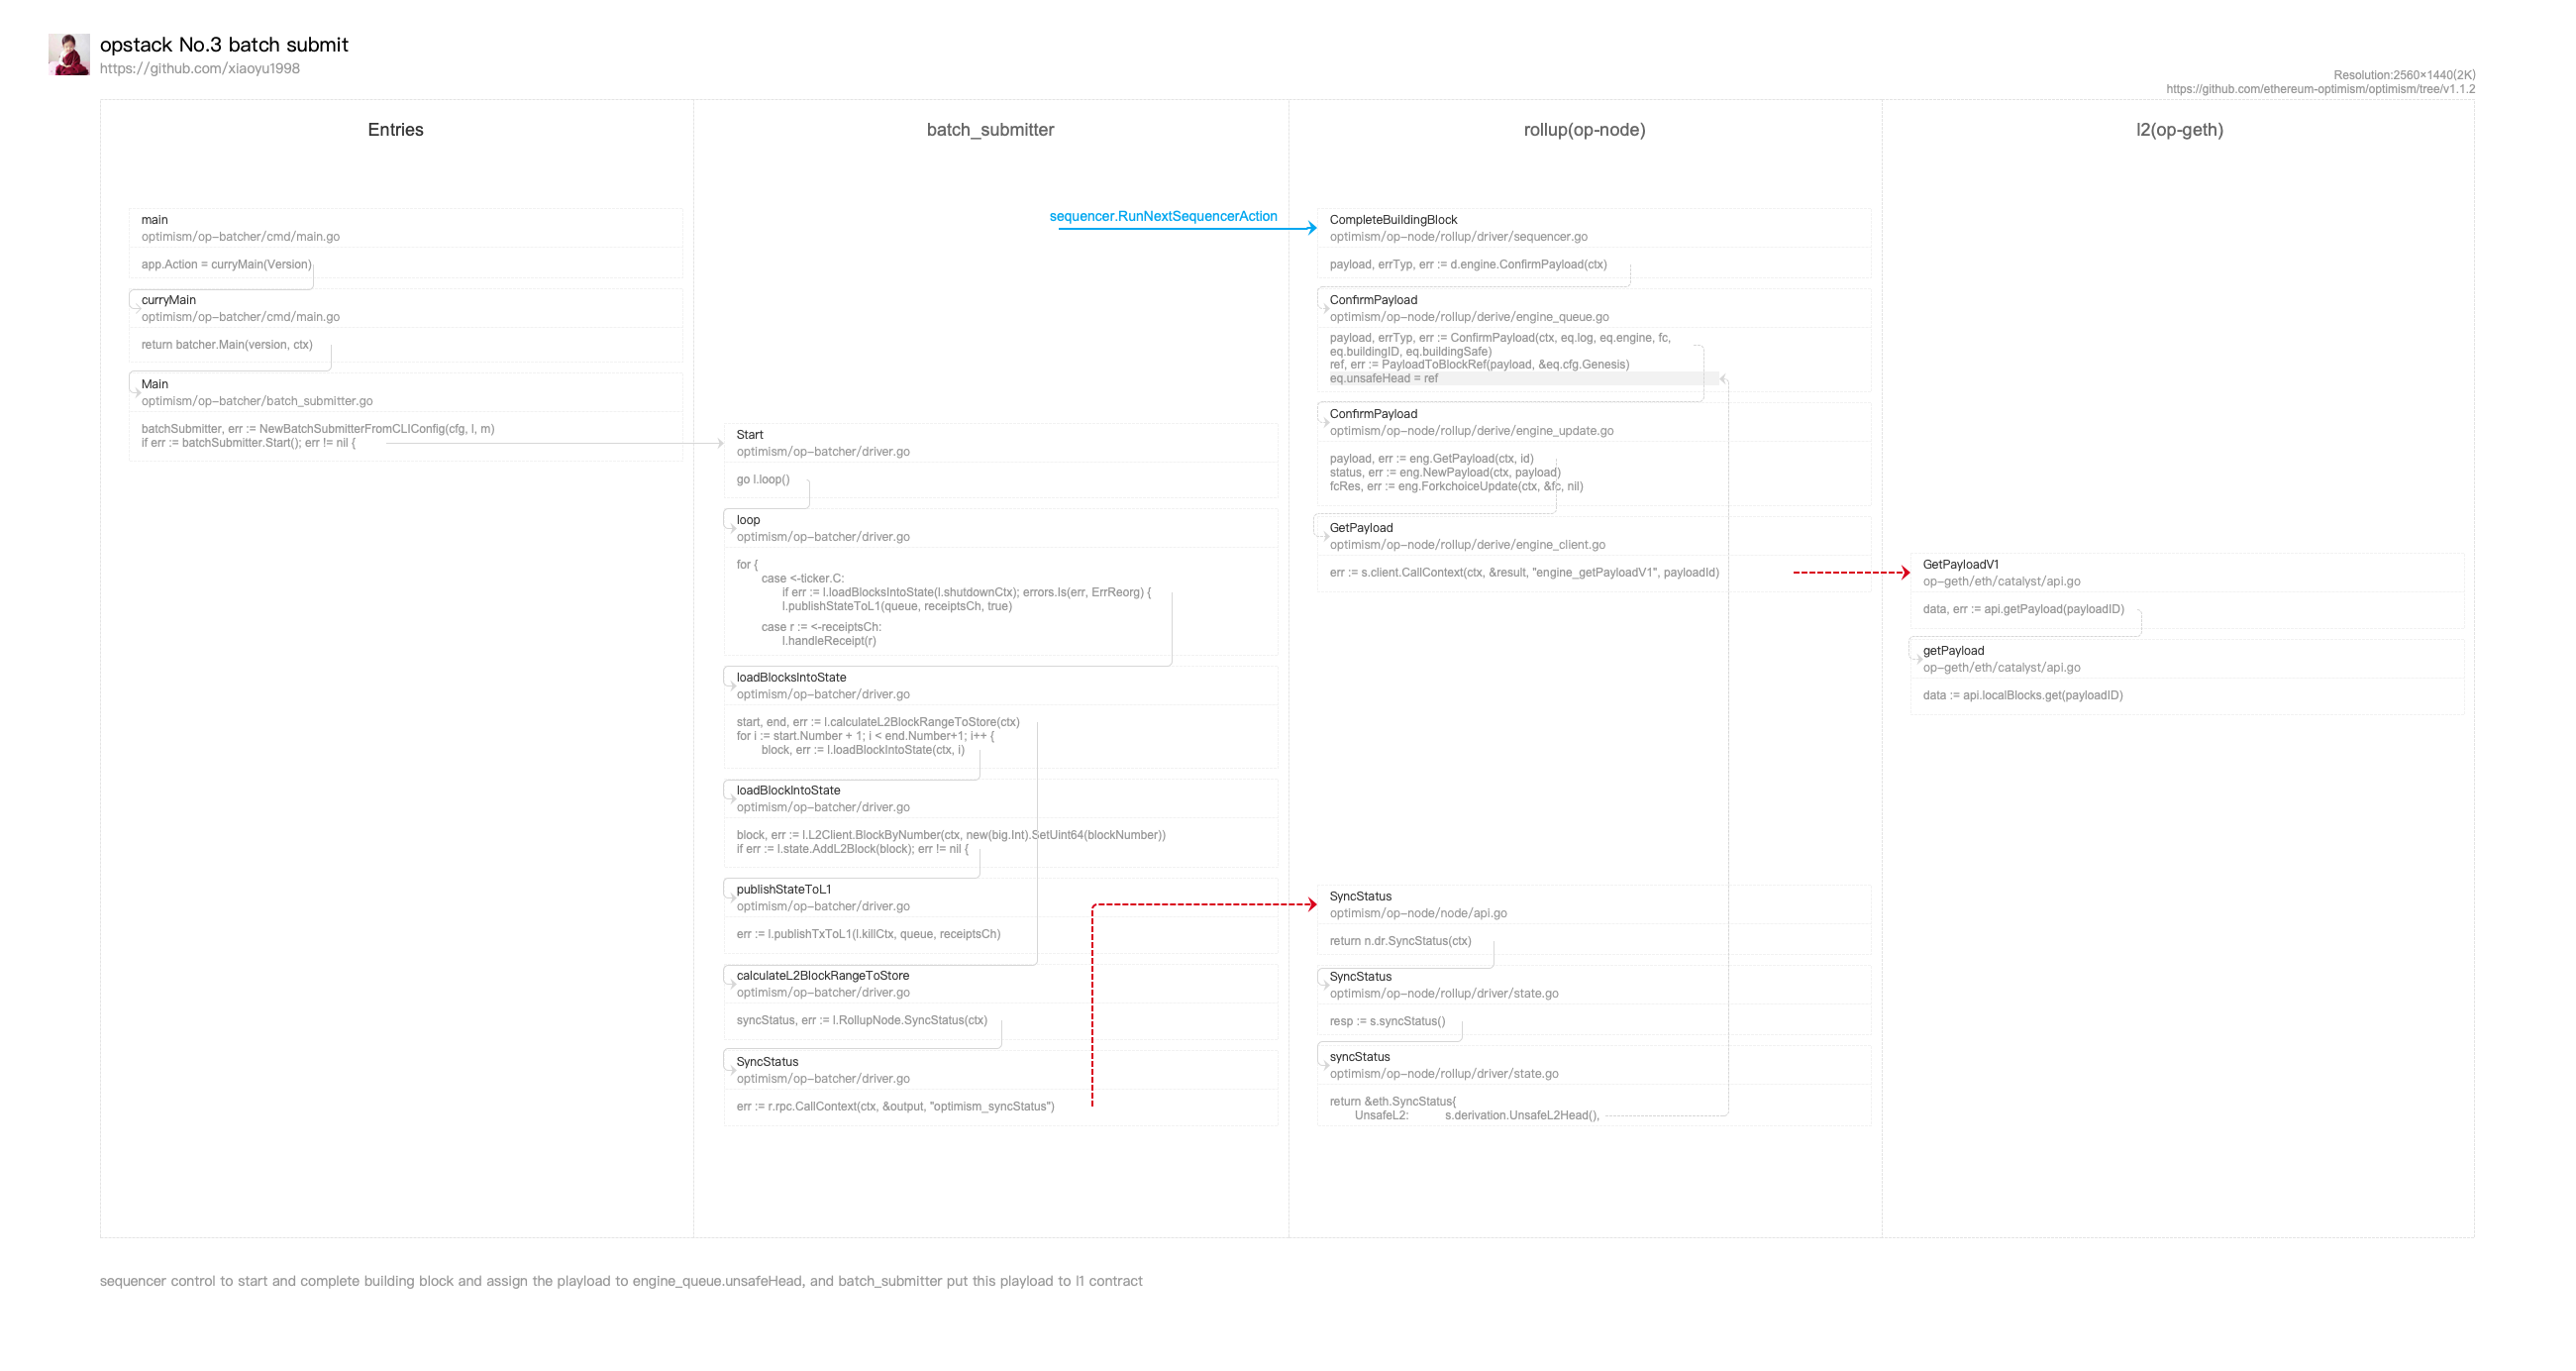 opstack No.3 batch submit
https://github.com/xiaoyu1998
Resolution:2560×1440(2K)
https://github.com/ethereum-optimism/optimism/tree/v1.1.2
Entries
main
optimism/op-batcher/cmd/main.go
app.Action = curryMain(Version)
curryMain
optimism/op-batcher/cmd/main.go
return batcher.Main(version, ctx)
Main
optimism/op-batcher/batch_submitter.go
batchSubmitter, err := NewBatchSubmitterFromCLIConfig(cfg, l, m)
if err := batchSubmitter.Start(); err != nil {
batch_submitter
sequencer.RunNextSequencerAction
Start
optimism/op-batcher/driver.go
go l.loop()
loop
optimism/op-batcher/driver.go
for {
case <-ticker.C:
if err := l.loadBlocksIntoState(l.shutdownCtx); errors.Is(err, ErrReorg) {
l.publishStateToL1(queue, receiptsCh, true)
case r := <-receiptsCh:
l.handleReceipt(r)
loadBlocksIntoState
optimism/op-batcher/driver.go
start, end, err := l.calculateL2BlockRangeToStore(ctx)
for i := start.Number + 1; i < end.Number+1; i++ {
block, err := l.loadBlockIntoState(ctx, i)
loadBlockIntoState
optimism/op-batcher/driver.go
block, err := l.L2Client.BlockByNumber(ctx, new(big.Int).SetUint64(blockNumber))
if err := l.state.AddL2Block(block); err != nil {
publishStateToL1
optimism/op-batcher/driver.go
err := l.publishTxToL1(l.killCtx, queue, receiptsCh)
calculateL2BlockRangeToStore
optimism/op-batcher/driver.go
syncStatus, err := l.RollupNode.SyncStatus(ctx)
SyncStatus
optimism/op-batcher/driver.go
err := r.rpc.CallContext(ctx, &output, "optimism_syncStatus")
rollup(op-node)
CompleteBuildingBlock
optimism/op-node/rollup/driver/sequencer.go
payload, errTyp, err := d.engine.ConfirmPayload(ctx)
ConfirmPayload
optimism/op-node/rollup/derive/engine_queue.go
payload, errTyp, err := ConfirmPayload(ctx, eq.log, eq.engine, fc,
eq.buildingID, eq.buildingSafe)
ref, err := PayloadToBlockRef(payload, &eq.cfg.Genesis)
eq.unsafeHead = ref
ConfirmPayload
optimism/op-node/rollup/derive/engine_update.go
payload, err := eng.GetPayload(ctx, id)
status, err := eng.NewPayload(ctx, payload)
fcRes, err := eng.ForkchoiceUpdate(ctx, &fc, nil)
GetPayload
optimism/op-node/rollup/derive/engine_client.go
err := s.client.CallContext(ctx, &result, "engine_getPayloadV1", payloadId)
SyncStatus
optimism/op-node/node/api.go
return n.dr.SyncStatus(ctx)
SyncStatus
optimism/op-node/rollup/driver/state.go
resp := s.syncStatus()
syncStatus
optimism/op-node/rollup/driver/state.go
return &eth.SyncStatus{
UnsafeL2: s.derivation.UnsafeL2Head(),
l2(op-geth)
GetPayloadV1
op-geth/eth/catalyst/api.go
data, err := api.getPayload(payloadID)
getPayload
op-geth/eth/catalyst/api.go
data := api.localBlocks.get(payloadID)
sequencer control to start and complete building block and assign the playload to engine_queue.unsafeHead, and batch_submitter put this playload to l1 contract